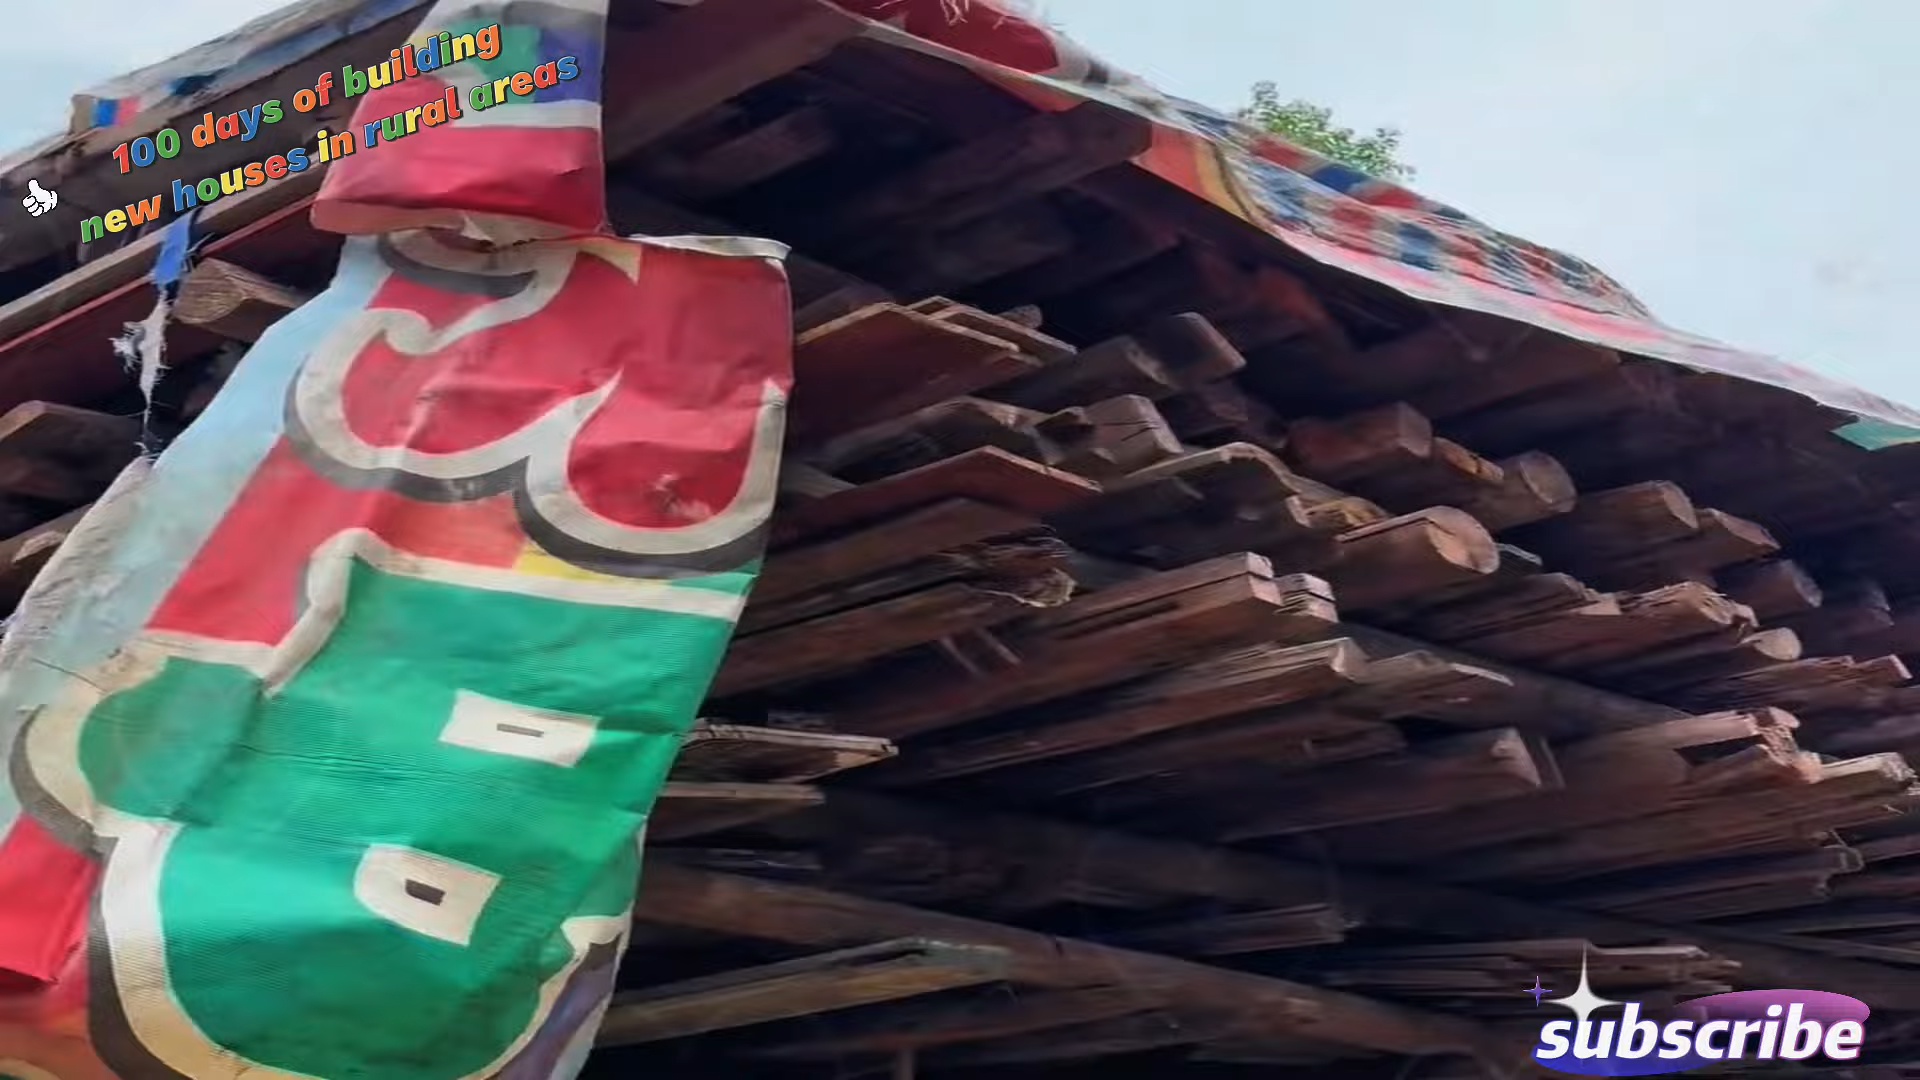 100 days of building
new houses in rural areas
subscribe